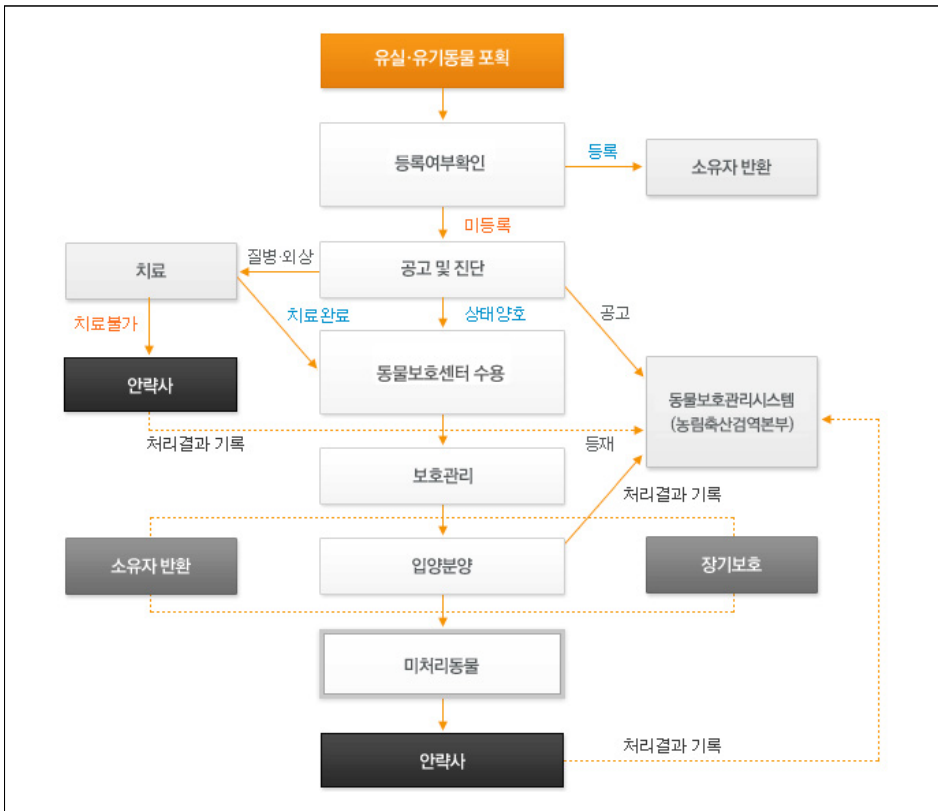 유실·유기동물 포획
등록여부확인
등록
소유자 반환
미등록
치료
질병·외상
공고 및 진단
치료불가
치료완료
상태양호
공고
안락사
동물보호센터 수용
동물보호관리시스템
(농림축산검역본부)
처리결과 기록
등재
보호관리
처리결과 기록
소유자 반환
입양분양
장기보호
미처리동물
안락사
처리결과 기록